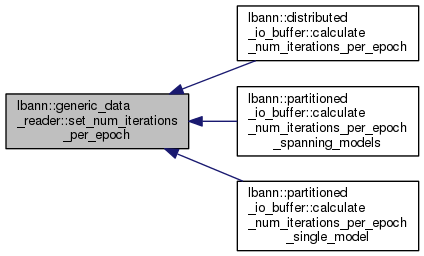 lbann::generic_data
_reader::set_num_iterations
_per_epoch
lbann::distributed
_io_buffer::calculate
_num_iterations_per_epoch
lbann::partitioned
_io_buffer::calculate
_num_iterations_per_epoch
_spanning_models
lbann::partitioned
_io_buffer::calculate
_num_iterations_per_epoch
_single_model